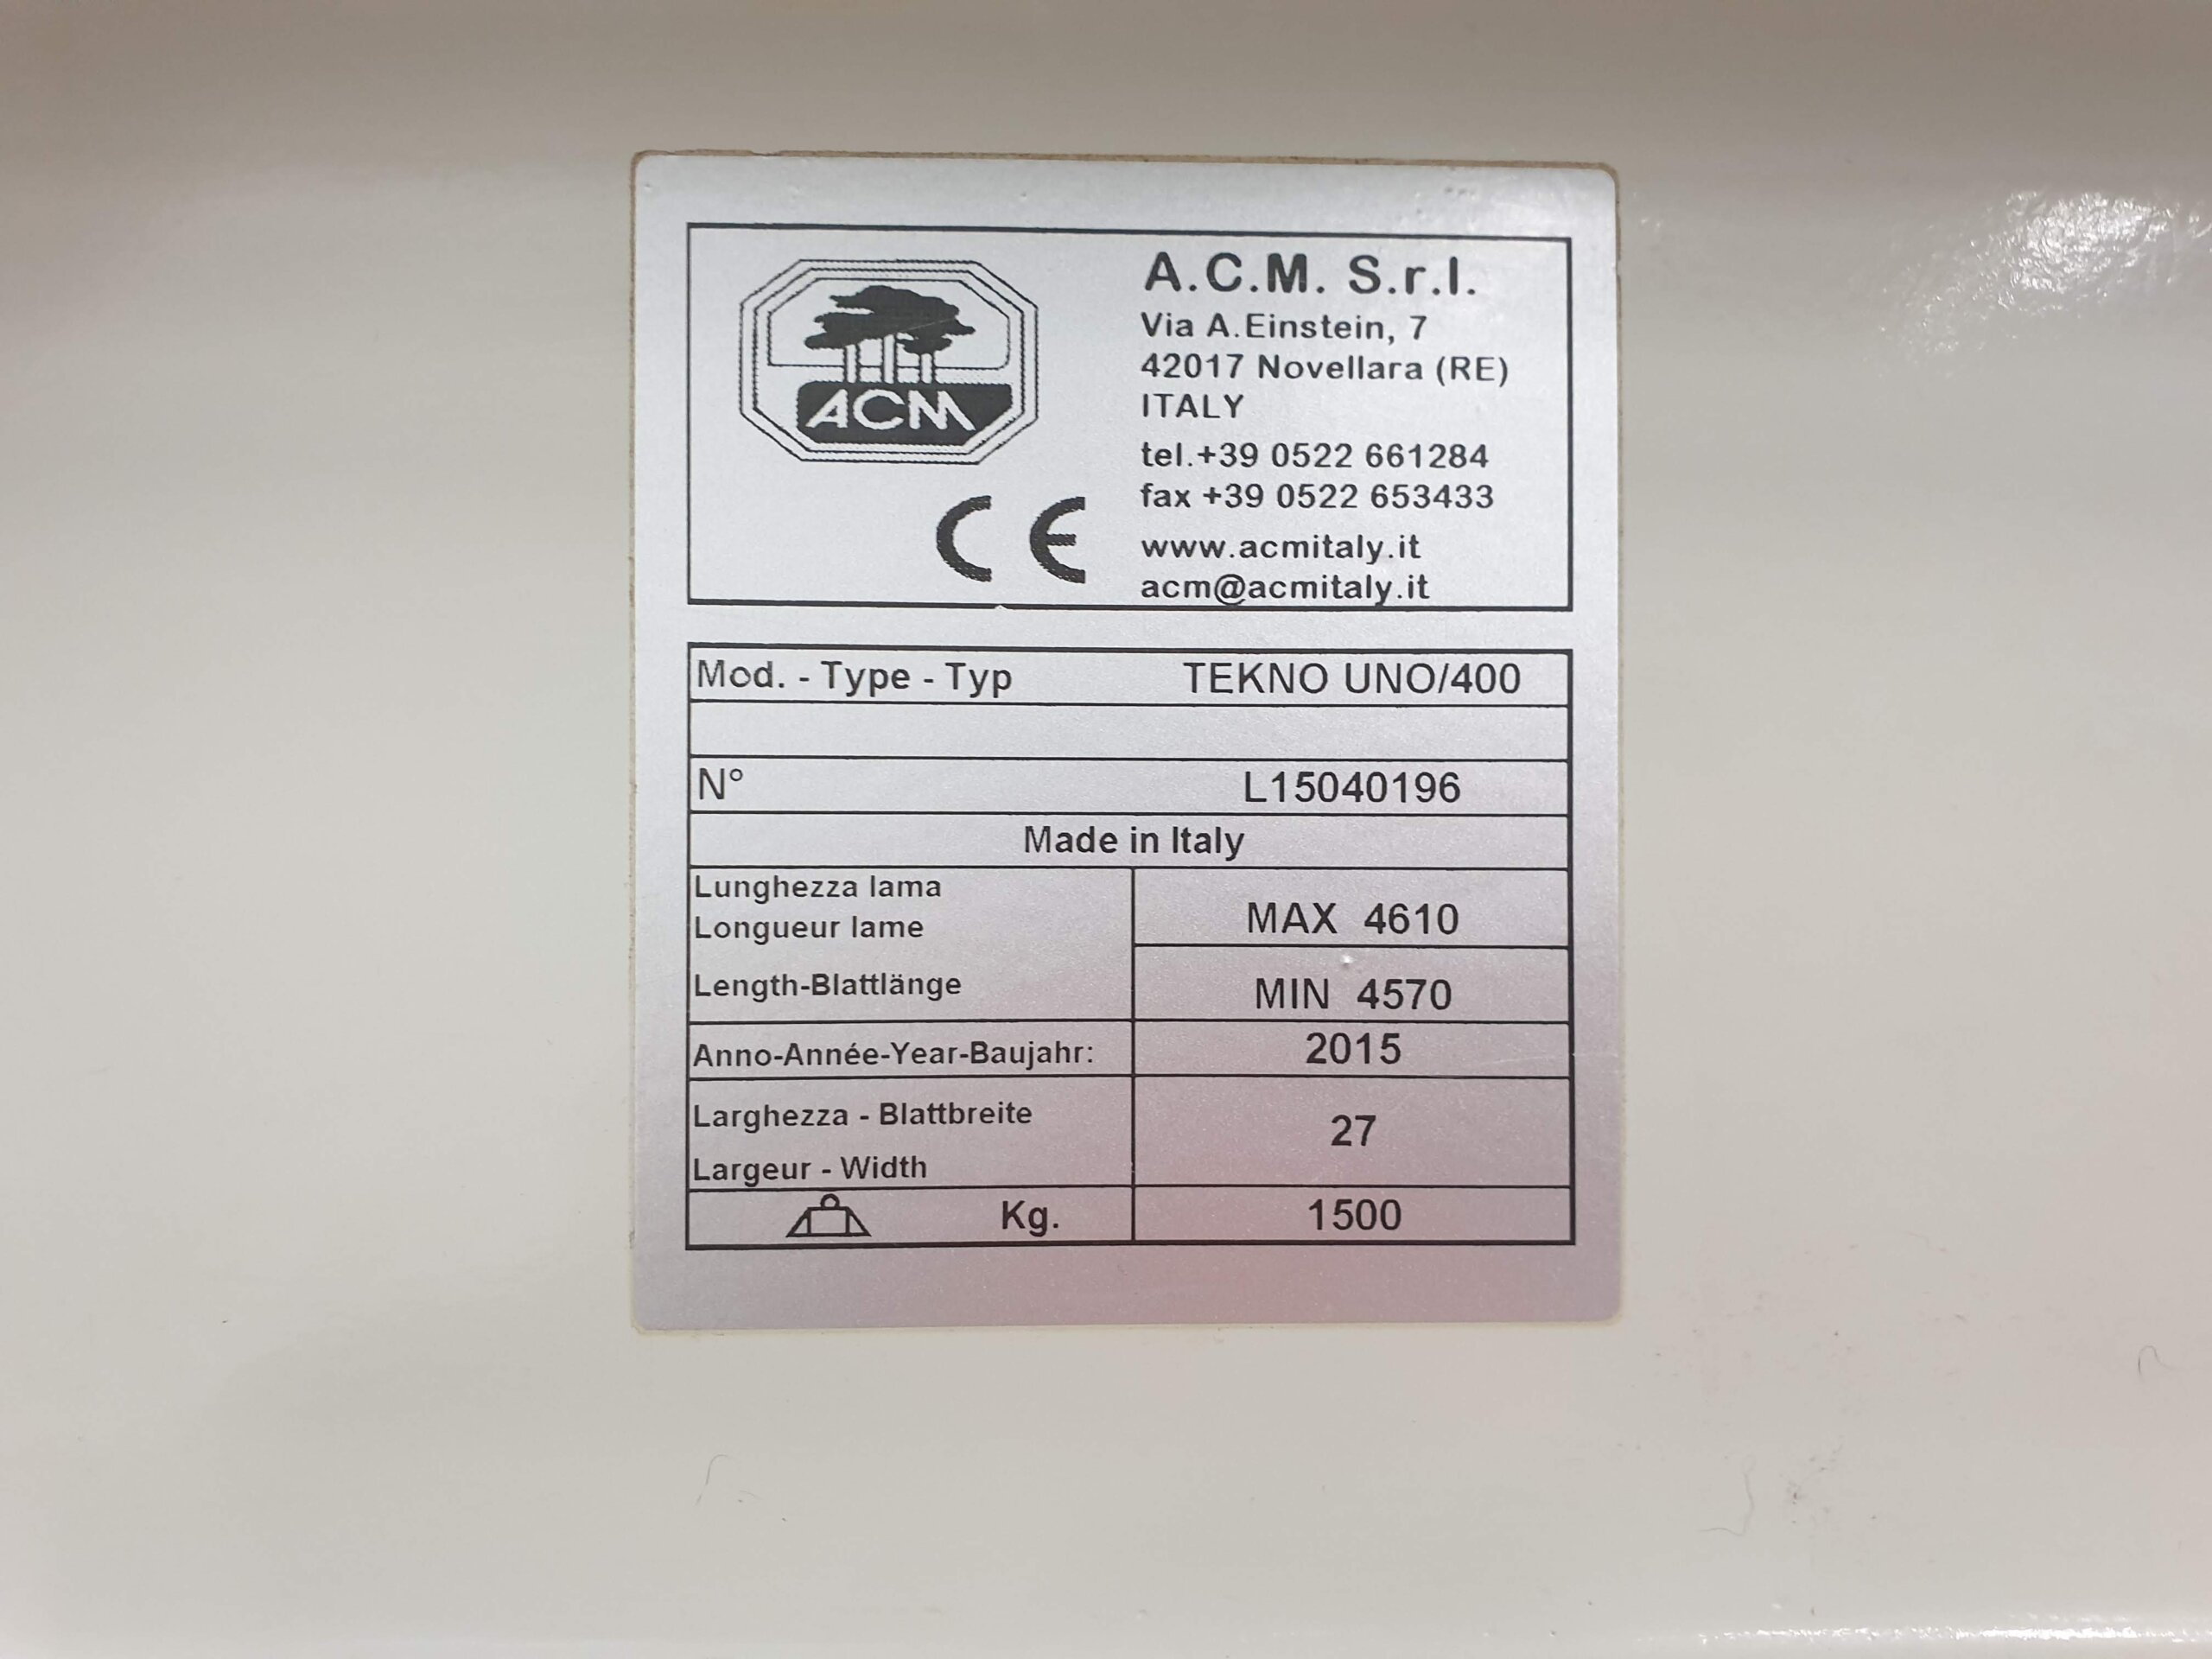 ACM
CE
A.C.M. S.r.l.
Via A.Einstein, 7
42017 Novellara (RE)
ITALY
tel.+39 0522 661284
fax +39 0522 653433
www.acmitaly.it
acm@acmitaly.it
Mod. - Type - Typ TEKNO UNO/400
N° L15040196
Made in Italy
Lunghezza lama
Longueur lame
Length-Blattlänge
MAX 4610
MIN 4570
Anno-Année-Year-Baujahr: 2015
Larghezza - Blattbreite
Largeur - Width
27
Kg. 1500